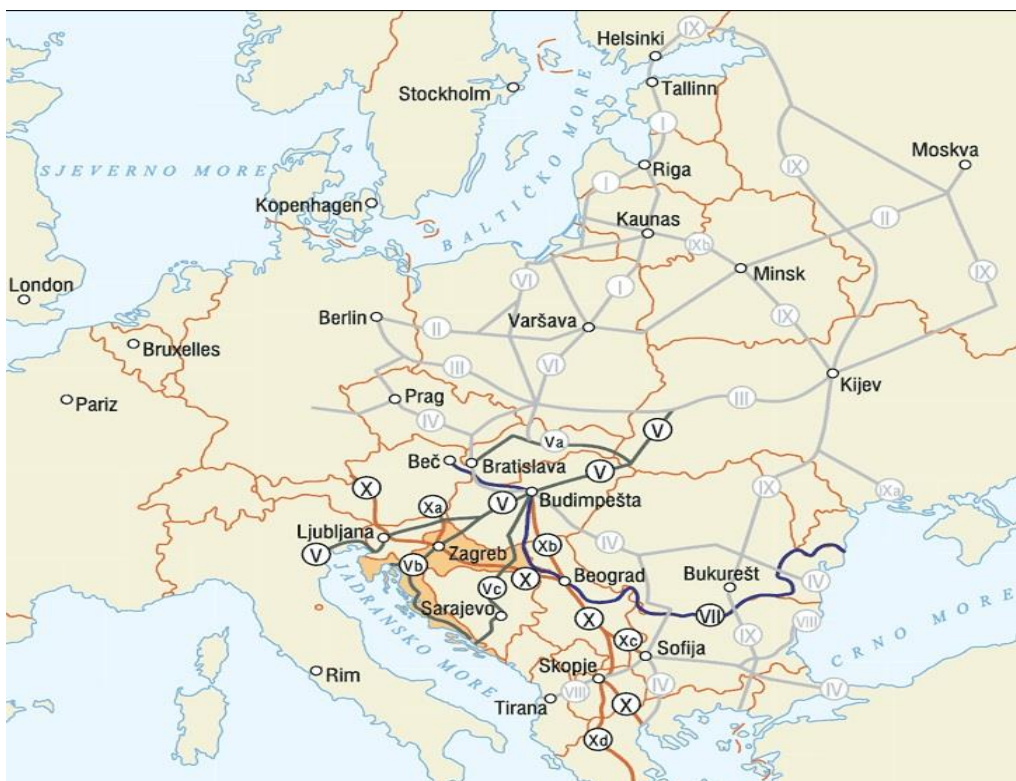 Helsinki
IX
Stockholm
Tallinn
I
SJEVERNO MORE
BALTIČKO MORE
Riga
IX
Moskva
I
Kopenhagen
Kaunas
II
IXb
London
VI
I
Minsk
IX
Berlin
II
Varšava
IX
Bruxelles
III
VI
Kijev
Pariz
Prag
III
IV
V
Va
Beč
Bratislava
V
X
Budimpešta
IX
IXa
V
Xa
Ljubljana
Zagreb
Xb
IV
V
Vb
X
Beograd
Bukurešt
IV
Vc
Sarajevo
X
VII
VIII
JADRANSKO MORE
Xc
Sofija
IX
CRNO MORE
Rim
Skopje
Tirana
VIII
X
IV
IV
Xd